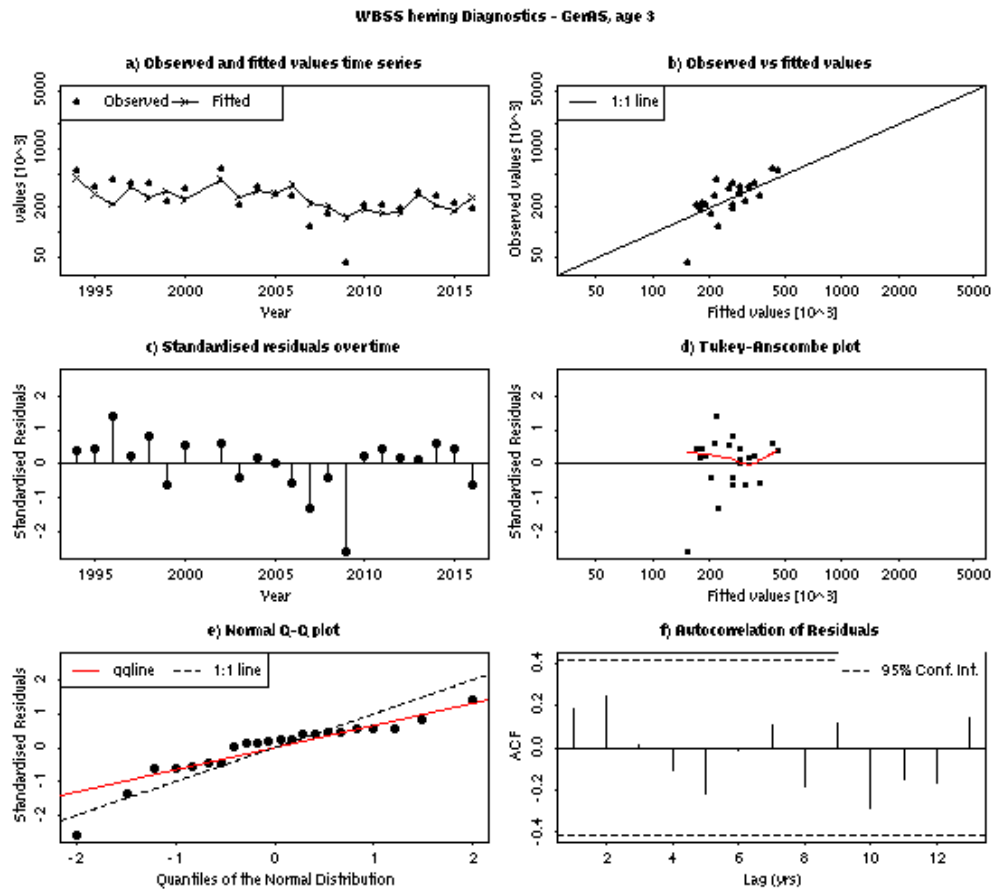 WBSS herring Diagnostics - GerAS, age 3
a) Observed and fitted values time series
values [10^3]
50 200 1000 5000
Observed Fitted
1995 2000 2005 2010 2015
Year
b) Observed vs fitted values
Observed values [10^3]
50 200 1000 5000
1:1 line
50 100 200 500 1000 2000 5000
Fitted values [10^3]
c) Standardised residuals over time
Standardised Residuals
-2 -1 0 1 2
1995 2000 2005 2010 2015
Year
d) Tukey-Anscombe plot
Standardised Residuals
-2 -1 0 1 2
50 100 200 500 1000 2000 5000
Fitted values [10^3]
e) Normal Q-Q plot
Standardised Residuals
-2 -1 0 1 2
qqline 1:1 line
-2 -1 0 1 2
Quantiles of the Normal Distribution
f) Autocorrelation of Residuals
ACF
-0.4 -0.2 0.0 0.2 0.4
95% Conf. Int.
2 4 6 8 10 12
Lag (yrs)